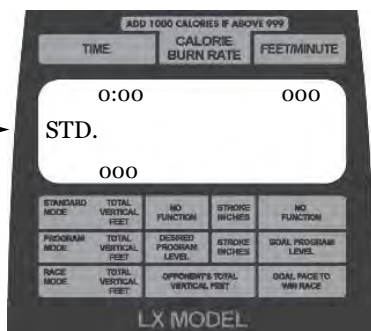 ADD 1000 CALORIES IF ABOVE 999
TIME
CALORIE BURN RATE
FEET/MINUTE
0:00 000
STD.
000
STANDARD MODE
TOTAL VERTICAL FEET
NO FUNCTION
STROKE INCHES
NO FUNCTION
PROGRAM MODE
TOTAL VERTICAL FEET
DESIRED PROGRAM LEVEL
STROKE INCHES
GOAL PROGRAM LEVEL
RACE MODE
TOTAL VERTICAL FEET
OPPONENT'S TOTAL VERTICAL FEET
GOAL PACE TO WIN RACE
LX MODEL